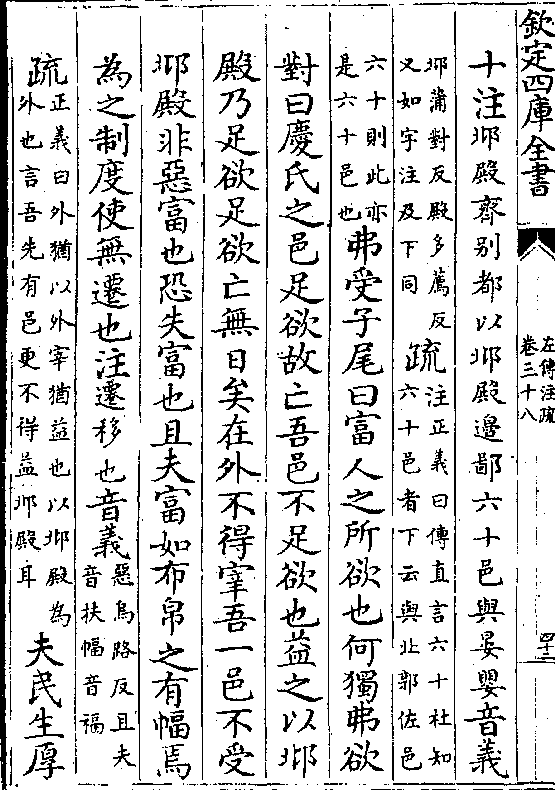 欽定四庫全書
左傳注疏
卷三十八
十注邶殿齊别都以邶殿邊鄙六十邑與晏嬰音義
邶蒲對反殿多薦反
又如字注及下同
疏
注正義曰傳直言六十社知
六十邑者下云與北郭佐邑
六十則此亦
是六十邑也
弗受子尾曰富人之所欲也何獨弗欲
對曰慶氏之邑足欲故亡吾邑不足欲也益之以邶
殿乃足欲足欲亡無日矣在外不得宰吾一邑不受
邶殿非惡富也恐失富也且夫富如布帛之有幅焉
為之制度使無遷也注遷移也音義
惡烏路反且夫
音扶幅音福
疏
正義曰外猶以外宰猶益也以邶殿為
外也言吾先有邑更不得益邶殿耳
夫民生厚